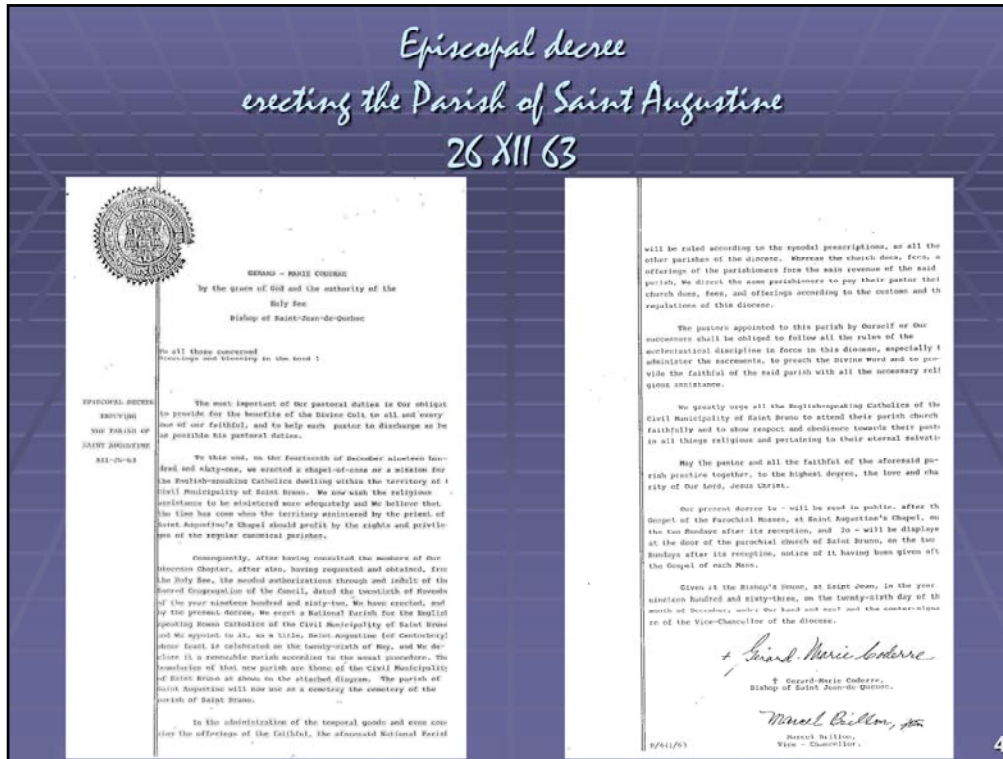 Episcopal decree
erecting the Parish of Saint Augustine
26 XII 63
GERARD - MARIE CODERRE
by the grace of God and the authority of the
Holy See
Bishop of Saint-Jean-de-Quebec
To all those concerned
Greetings and blessing in the Lord !
EPISCOPAL DECREE
ERECTING
THE PARISH OF
SAINT AUGUSTINE
XII-26-63
The most important of Our pastoral duties is Our obligat
to provide for the benefits of the Divine Cult to all and every
one of our faithful, and to help each pastor to discharge as be
as possible his pastoral duties.
To this end, on the fourteenth of December nineteen hun-
dred and sixty-one, we erected a chapel-of-ease or a mission for
the English-speaking Catholics dwelling within the territory of t
Civil Municipality of Saint Bruno. We now wish the religious
assistance to be ministered more adequately and We believe that
the time has come when the territory ministered by the priest of
Saint Augustine's Chapel should profit by the rights and privile-
ges of the regular canonical parishes.
Consequently, after having consulted the members of Our
Diocesan Chapter, after also, having requested and obtained, from
the Holy See, the needed authorizations through and indult of the
Sacred Congregation of the Council, dated the twentieth of Novemb
of the year nineteen hundred and sixty-two, We have erected, and
by the present decree, We erect a National Parish for the English
speaking Roman Catholics of the Civil Municipality of Saint Bruno
and We appoint to it, as a title, Saint-Augustine (of Canterbury)
whose feast is celebrated on the twenty-sixth of May, and We de-
clare it a removable parish according to the usual procedure. The
boundaries of that new parish are those of the Civil Municipality
of Saint Bruno as shown on the attached diagram. The parish of
Saint Augustine will now use as a cemetery the cemetery of the
parish of Saint Bruno.
In the administration of the temporal goods and even con-
the offerings of the faithful, the aforesaid National Parish
will be ruled according to the synodal prescriptions, as all the
other parishes of the diocese. Whereas the church dues, fees, a
offerings of the parishioners form the main revenue of the said
parish, We direct the same parishioners to pay their pastor thei
church dues, fees, and offerings according to the customs and th
regulations of this diocese.
The pastors appointed to this parish by Ourself or Our
successors shall be obliged to follow all the rules of the
ecclesiastical discipline in force in this diocese, especially t
administer the sacraments, to preach the Divine Word and to pro-
vide the faithful of the said parish with all the necessary reli
gious assistance.
We greatly urge all the English-speaking Catholics of the
Civil Municipality of Saint Bruno to attend their parish church
faithfully and to show respect and obedience towards their pasto
in all things religious and pertaining to their eternal salvatio
May the pastor and all the faithful of the aforesaid pa-
rish practice together, to the highest degree, the love and cha
rity of Our Lord, Jesus Christ.
Our present decree 1o - will be read in public, after th
Gospel of the Parochial Masses, at Saint Augustine's Chapel, on
the two Sundays after its reception, and 2o - will be displaye
at the door of the parochial church of Saint Bruno, on the two
Sundays after its reception, notice of it having been given aft
the Gospel of each Mass.
Given at the Bishop's House, at Saint Jean, in the year
nineteen hundred and sixty-three, on the twenty-sixth day of th
month of December, under Our hand and seal and the conter-signa
re of the Vice-Chancellor of the diocese.
+ Gérard-Marie Coderre
† Gerard-Marie Coderre,
Bishop of Saint Jean-de-Quebec.
Marcel Brillon,
Marcel Brillon,
Vice - Chancellor.
D/611/63
4